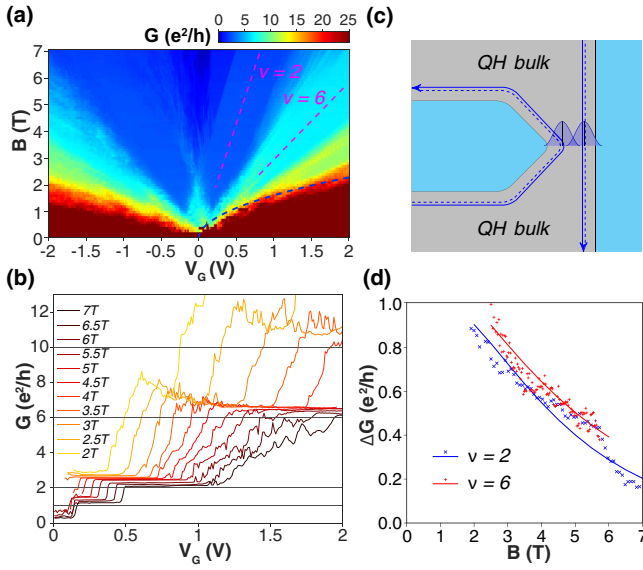 (a)
G (e²/h)
0 5 10 15 20 25
7
6
5
4
3
2
1
0
B (T)
ν = 2
ν = 6
-2 -1.5 -1 -0.5 0 0.5 1 1.5 2
V_G (V)
(c)
QH bulk
QH bulk
(b)
12
10
8
6
4
2
0
G (e²/h)
7T
6.5T
6T
5.5T
5T
4.5T
4T
3.5T
3T
2.5T
2T
0 0.5 1 1.5 2
V_G (V)
(d)
1.0
0.8
0.6
0.4
0.2
0
ΔG (e²/h)
ν = 2
ν = 6
0 1 2 3 4 5 6 7
B (T)